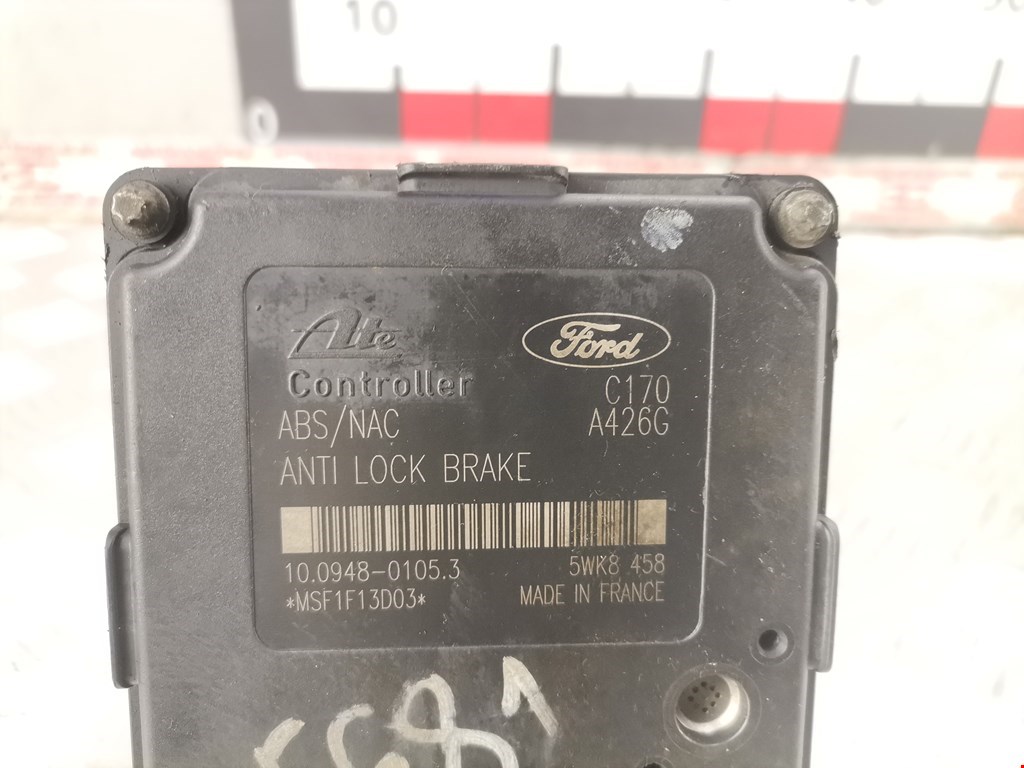 10
0
Ate
Ford
Controller
C170
ABS/NAC
A426G
ANTI LOCK BRAKE
10.0948-0105.3
5WK8 458
*MSF1F13D03*
MADE IN FRANCE